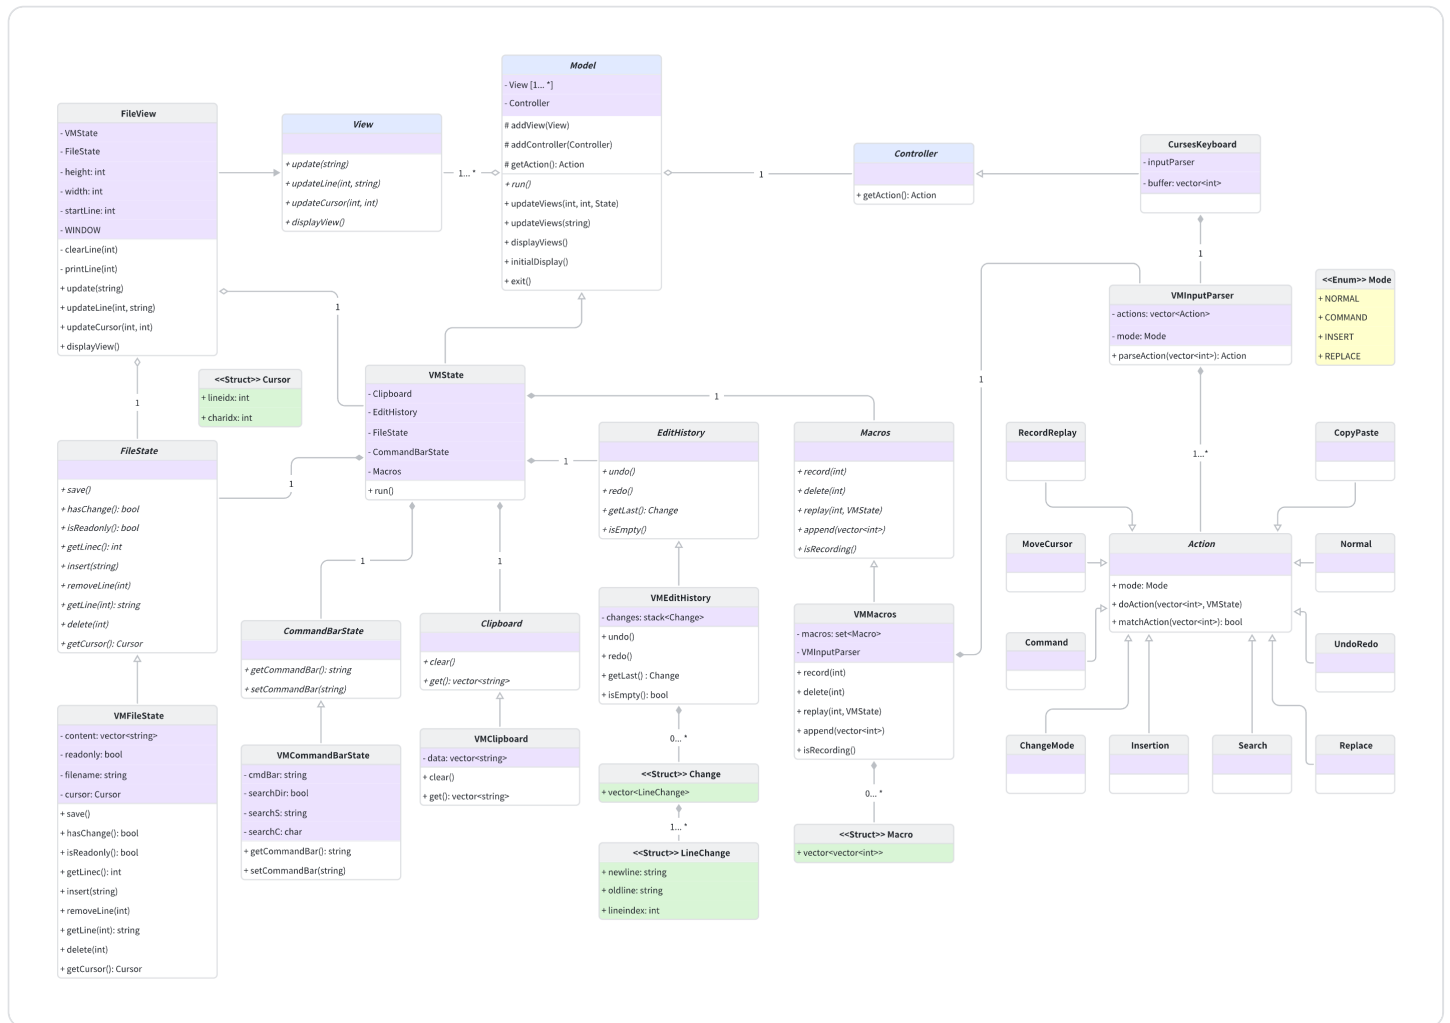 Model
- View [1... *]
- Controller
# addView(View)
# addController(Controller)
# getAction(): Action
+ run()
+ updateViews(int, int, State)
+ updateViews(string)
+ displayViews()
+ initialDisplay()
+ exit()
FileView
- VMState
- FileState
- height: int
- width: int
- startLine: int
- WINDOW
- clearLine(int)
- printLine(int)
+ update(string)
+ updateLine(int, string)
+ updateCursor(int, int)
+ displayView()
View
+ update(string)
+ updateLine(int, string)
+ updateCursor(int, int)
+ displayView()
1... *
1
Controller
+ getAction(): Action
CursesKeyboard
- inputParser
- buffer: vector<int>
1
VMInputParser
- actions: vector<Action>
- mode: Mode
+ parseAction(vector<int>): Action
<<Enum>> Mode
+ NORMAL
+ COMMAND
+ INSERT
+ REPLACE
1
1
1
<<Struct>> Cursor
+ lineidx: int
+ charidx: int
VMState
- Clipboard
- EditHistory
- FileState
- CommandBarState
- Macros
+ run()
1
1
1
1
1
FileState
+ save()
+ hasChange(): bool
+ isReadonly(): bool
+ getLinec(): int
+ insert(string)
+ removeLine(int)
+ getLine(int): string
+ delete(int)
+ getCursor(): Cursor
EditHistory
+ undo()
+ redo()
+ getLast(): Change
+ isEmpty()
Macros
+ record(int)
+ delete(int)
+ replay(int, VMState)
+ append(vector<int>)
+ isRecording()
RecordReplay
1...*
CopyPaste
MoveCursor
Action
+ mode: Mode
+ doAction(vector<int>, VMState)
+ matchAction(vector<int>): bool
Normal
Command
UndoRedo
ChangeMode
Insertion
Search
Replace
CommandBarState
+ getCommandBar(): string
+ setCommandBar(string)
Clipboard
+ clear()
+ get(): vector<string>
VMEditHistory
- changes: stack<Change>
+ undo()
+ redo()
+ getLast() : Change
+ isEmpty(): bool
VMMacros
- macros: set<Macro>
- VMInputParser
+ record(int)
+ delete(int)
+ replay(int, VMState)
+ append(vector<int>)
+ isRecording()
VMFileState
- content: vector<string>
- readonly: bool
- filename: string
- cursor: Cursor
+ save()
+ hasChange(): bool
+ isReadonly(): bool
+ getLinec(): int
+ insert(string)
+ removeLine(int)
+ getLine(int): string
+ delete(int)
+ getCursor(): Cursor
VMCommandBarState
- cmdBar: string
- searchDir: bool
- searchS: string
- searchC: char
+ getCommandBar(): string
+ setCommandBar(string)
VMClipboard
- data: vector<string>
+ clear()
+ get(): vector<string>
0... *
<<Struct>> Change
+ vector<LineChange>
1... *
<<Struct>> LineChange
+ newline: string
+ oldline: string
+ lineindex: int
0... *
<<Struct>> Macro
+ vector<vector<int>>